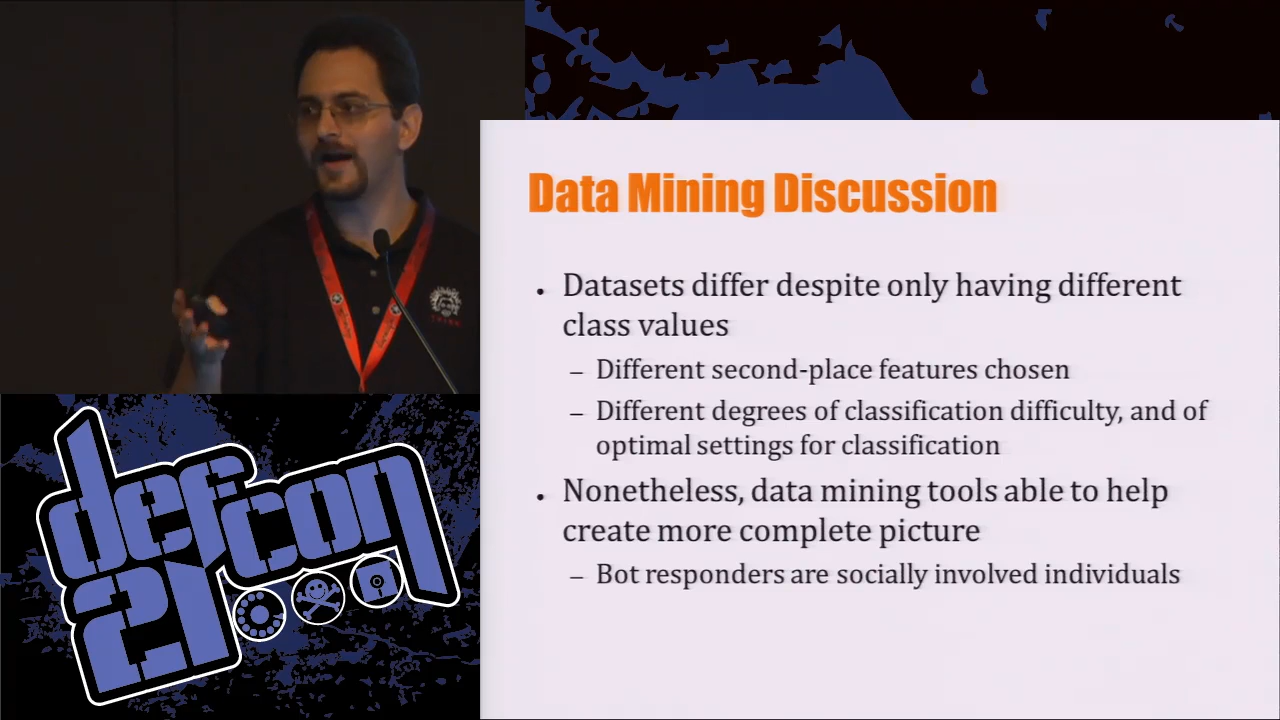 Data Mining Discussion
• Datasets differ despite only having different
class values
– Different second-place features chosen
– Different degrees of classification difficulty, and of
optimal settings for classification
• Nonetheless, data mining tools able to help
create more complete picture
– Bot responders are socially involved individuals
defcon
21